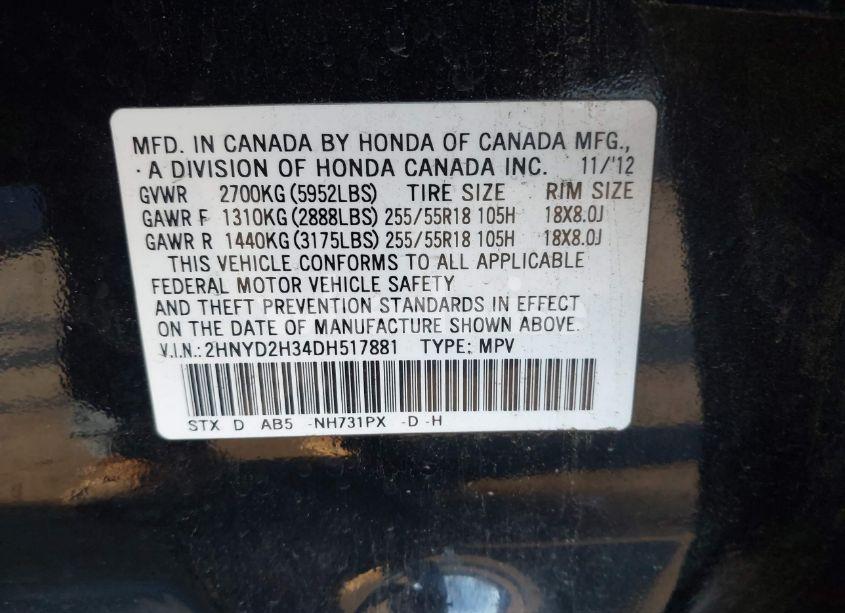 MFD. IN CANADA BY HONDA OF CANADA MFG.,
A DIVISION OF HONDA CANADA INC. 11/'12
GVWR 2700KG (5952LBS) TIRE SIZE RIM SIZE
GAWR F 1310KG (2888LBS) 255/55R18 105H 18X8.0J
GAWR R 1440KG (3175LBS) 255/55R18 105H 18X8.0J
THIS VEHICLE CONFORMS TO ALL APPLICABLE
FEDERAL MOTOR VEHICLE SAFETY
AND THEFT PREVENTION STANDARDS IN EFFECT
ON THE DATE OF MANUFACTURE SHOWN ABOVE.
V.I.N.: 2HNYD2H34DH517881 TYPE: MPV
STX D AB5 -NH731PX -D -H